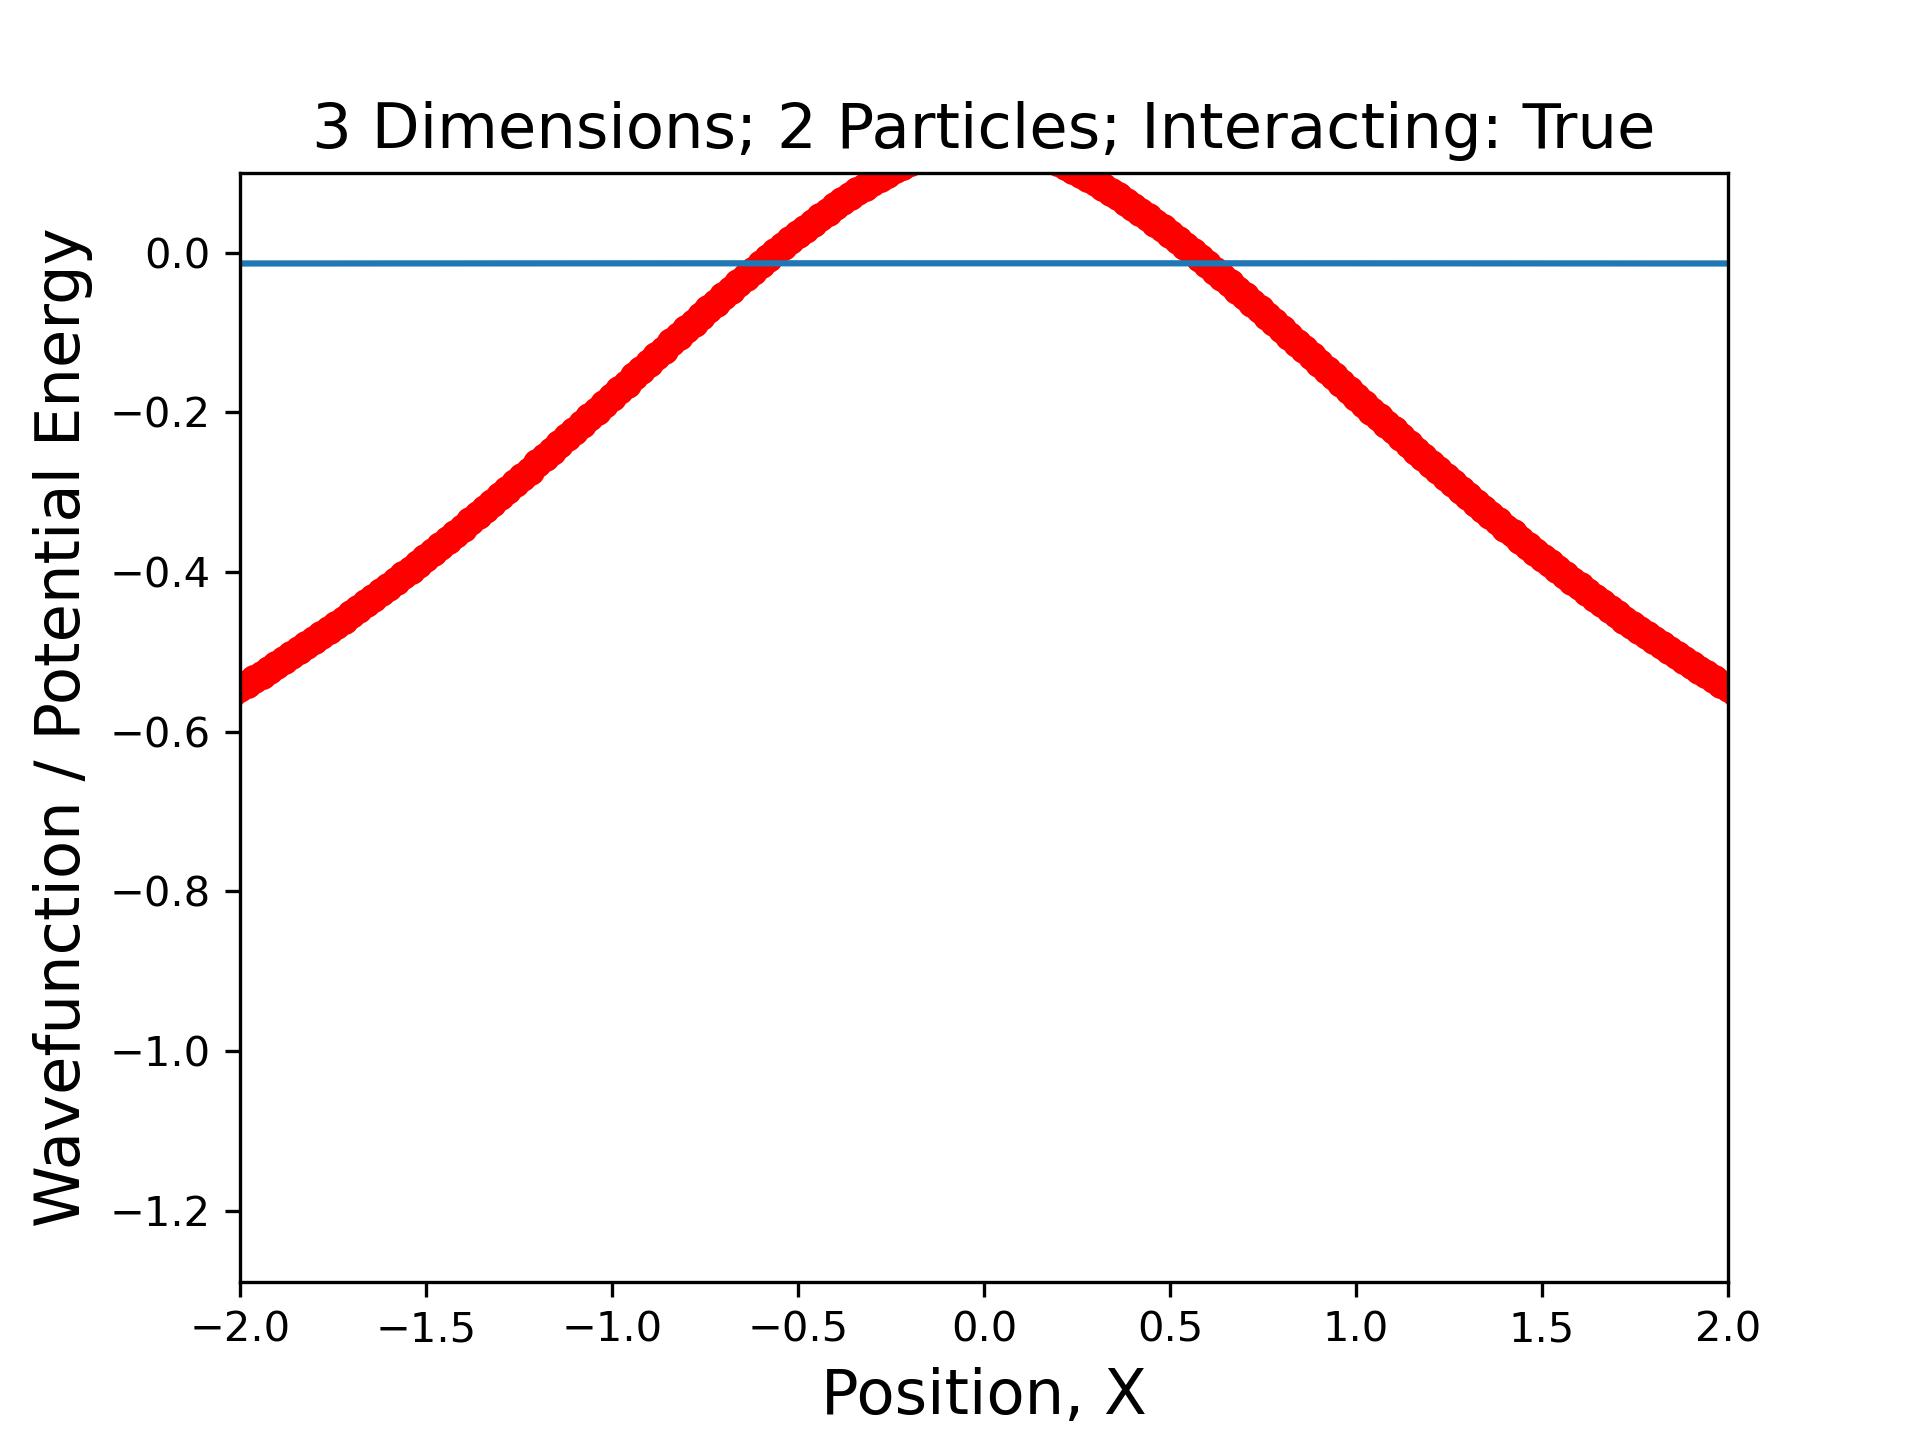 3 Dimensions; 2 Particles; Interacting: True
Wavefunction / Potential Energy
0.0
−0.2
−0.4
−0.6
−0.8
−1.0
−1.2
−2.0 −1.5 −1.0 −0.5 0.0 0.5 1.0 1.5 2.0
Position, X